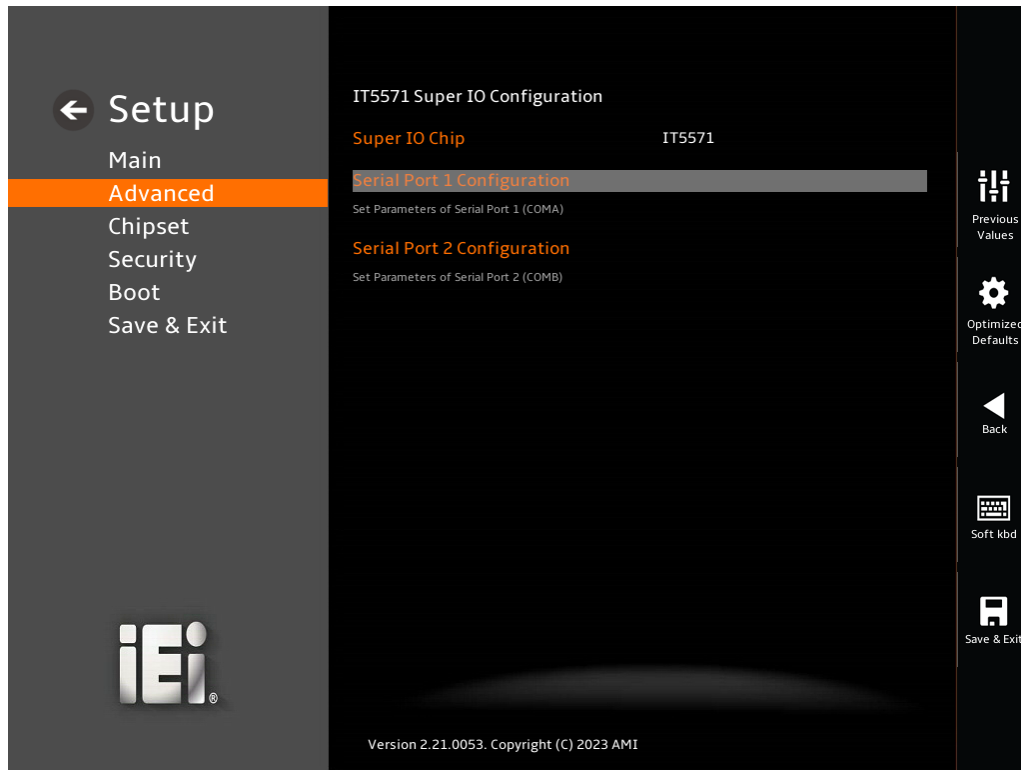 Setup
Main
Advanced
Chipset
Security
Boot
Save & Exit
iEi®
IT5571 Super IO Configuration
Super IO Chip IT5571
Serial Port 1 Configuration
Set Parameters of Serial Port 1 (COMA)
Serial Port 2 Configuration
Set Parameters of Serial Port 2 (COMB)
Version 2.21.0053. Copyright (C) 2023 AMI
Previous
Values
Optimized
Defaults
Back
Soft kbd
Save & Exit